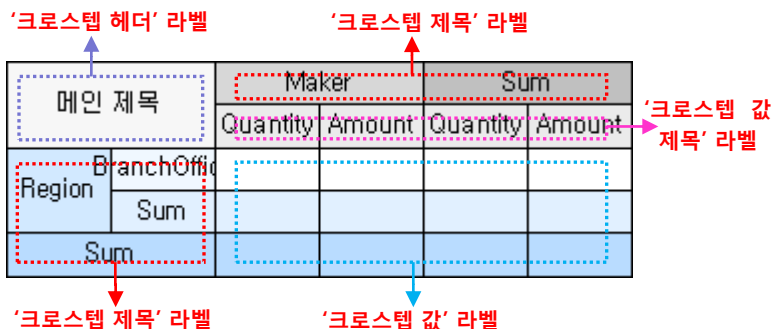 ‘크로스텝 헤더’ 라벨
‘크로스텝 제목’ 라벨
메인 제목
Maker
Sum
Quantity
Amount
Quantity
Amount
‘크로스텝 값
제목’ 라벨
Region
BranchOffic
Sum
Sum
‘크로스텝 제목’ 라벨
‘크로스텝 값’ 라벨